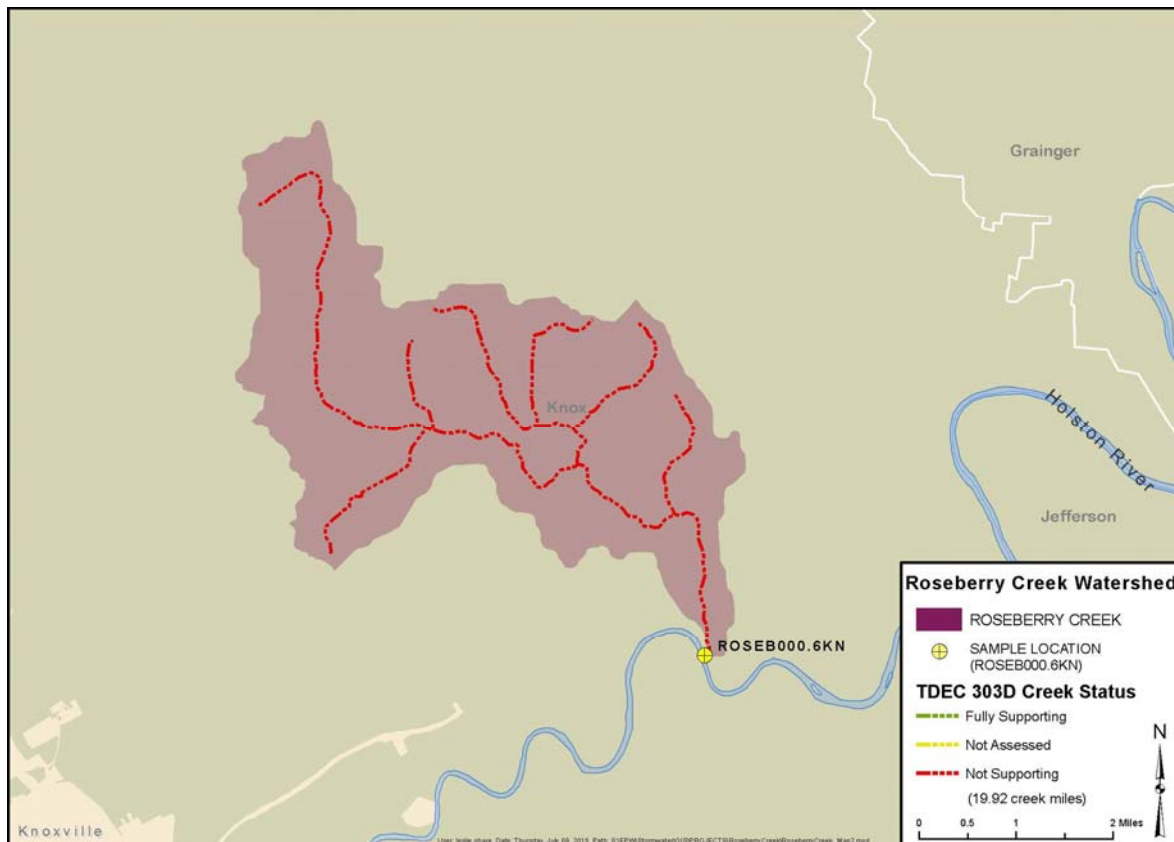 Grainger
Knox
Holston River
Jefferson
ROSEB000.6KN
Knoxville
Roseberry Creek Watershed
ROSEBERRY CREEK
SAMPLE LOCATION
(ROSEB000.6KN)
TDEC 303D Creek Status
Fully Supporting
Not Assessed
Not Supporting
(19.92 creek miles)
N
0 0.5 1 2 Miles